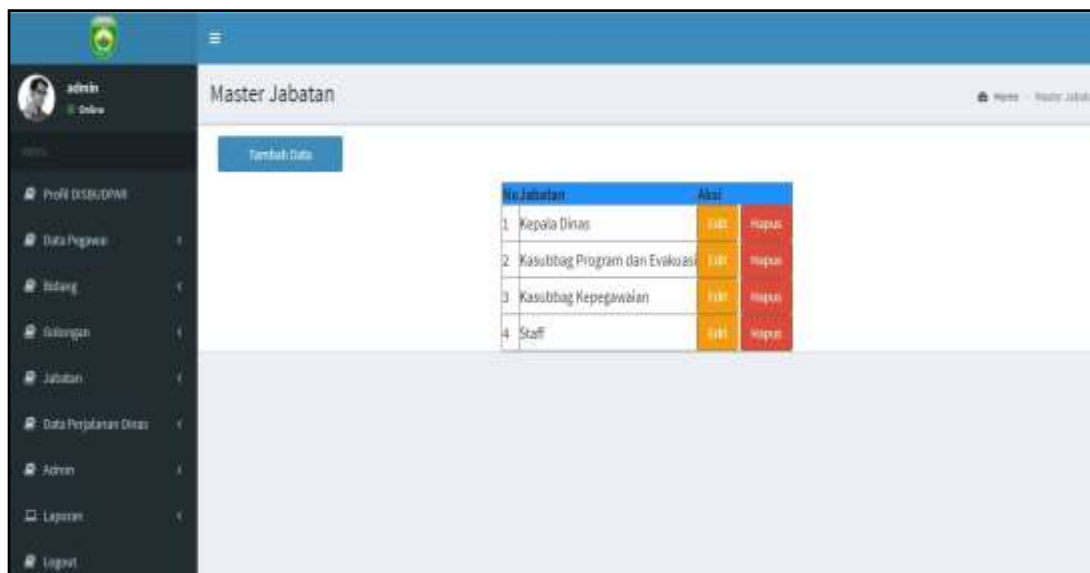 admin
Online
MENU
Master Jabatan
Home
Tambah Data
Profil DISBUDPAR
Data Pegawai
Bidang
Golongan
Jabatan
Data Perjalanan Dinas
Admin
Laporan
Logout
No Jabatan Aksi
1 Kepala Dinas Edit Hapus
2 Kasubbag Program dan Evakuasi Edit Hapus
3 Kasubbag Kepegawaian Edit Hapus
4 Staff Edit Hapus